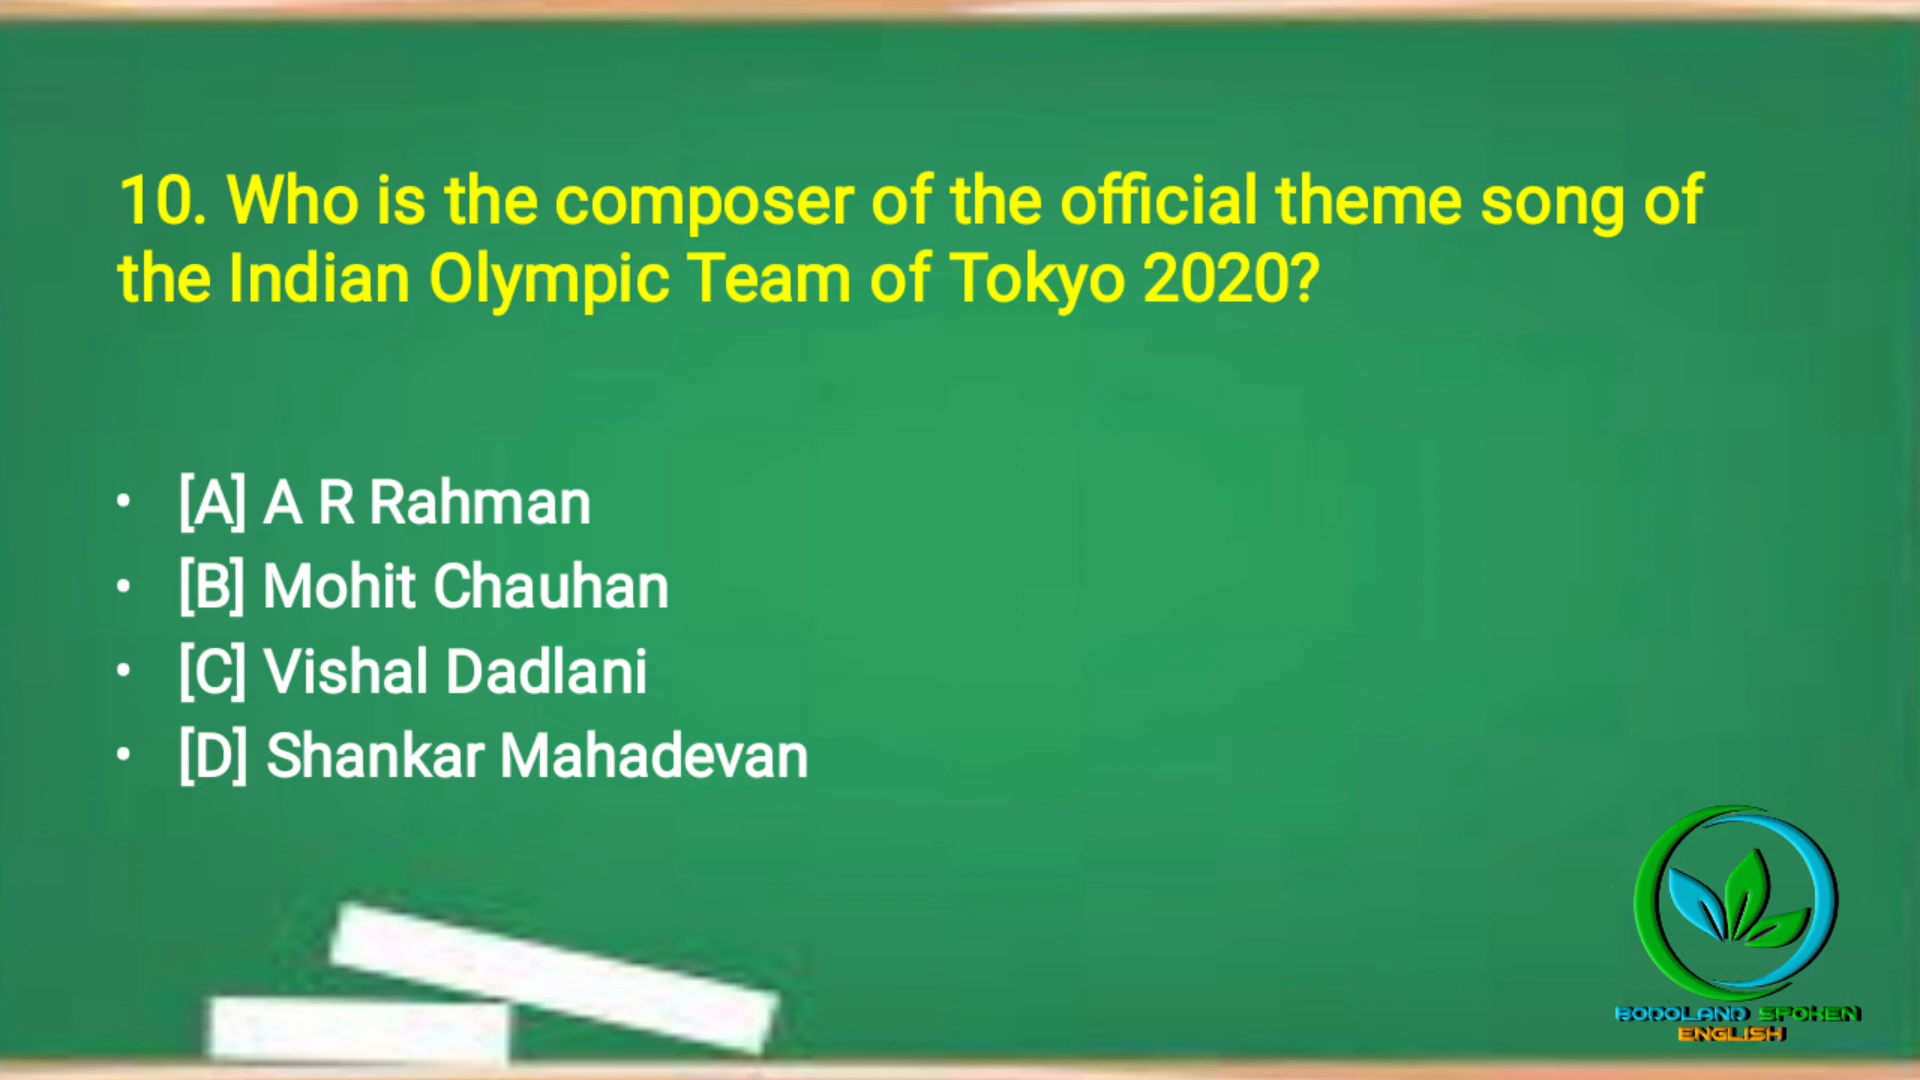 10. Who is the composer of the official theme song of
the Indian Olympic Team of Tokyo 2020?
• [A] A R Rahman
• [B] Mohit Chauhan
• [C] Vishal Dadlani
• [D] Shankar Mahadevan
BODOLAND SPOKEN
ENGLISH